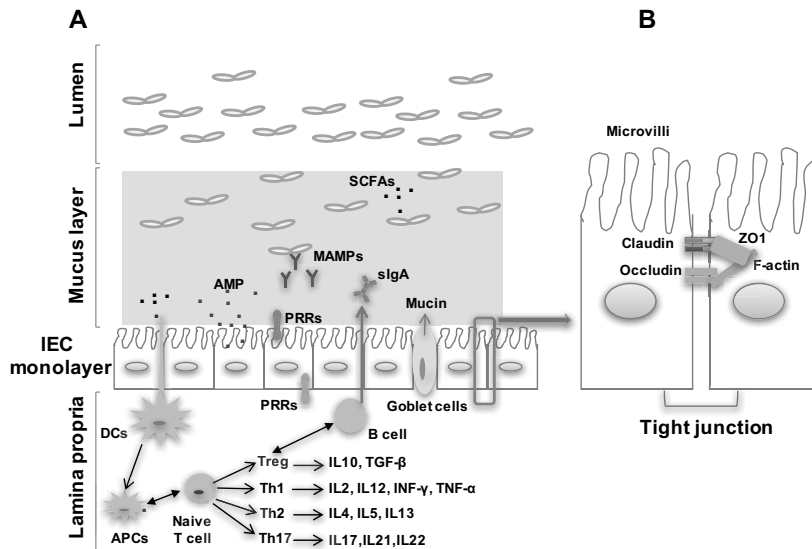 A
B
Lumen
Microvilli
Mucus layer
SCFAs
MAMPs
sIgA
AMP
Mucin
PRRs
Claudin
ZO1
Occludin
F-actin
IEC
monolayer
PRRs
Goblet cells
Tight junction
Lamina propria
DCs
B cell
Treg
IL10, TGF-β
Th1
IL2, IL12, INF-γ, TNF-α
Th2
IL4, IL5, IL13
Th17
IL17,IL21,IL22
APCs
Naive
T cell